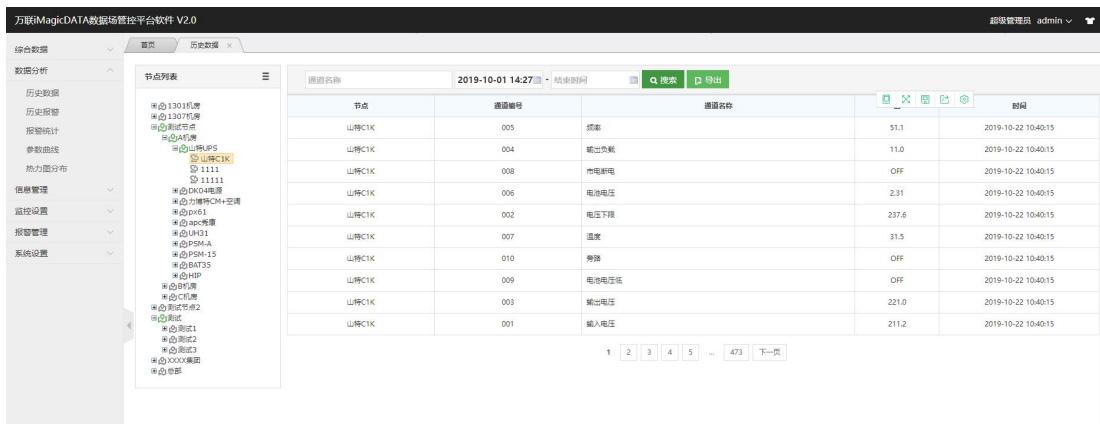 万联iMagicDATA数据场管控平台软件 V2.0 超级管理员 admin
综合数据
数据分析
历史数据
历史报警
报警统计
参数曲线
热力图分布
信息管理
监控设置
报警管理
系统设置
首页 历史数据 ×
节点列表
1301机房
1307机房
测试节点
A机房
山特UPS
山特C1K
1111
11111
DK04电源
力博特CM+空调
px61
apc秀康
UH31
PSM-A
PSM-15
BAT35
HIP
B机房
C机房
测试节点2
测试
测试1
测试2
测试3
XXXX集团
总部
通道名称 2019-10-01 14:27 - 结束时间 搜索 导出
节点 通道编号 通道名称 时间
山特C1K 005 频率 51.1 2019-10-22 10:40:15
山特C1K 004 输出负载 11.0 2019-10-22 10:40:15
山特C1K 008 市电断电 OFF 2019-10-22 10:40:15
山特C1K 006 电池电压 2.31 2019-10-22 10:40:15
山特C1K 002 电压下限 237.6 2019-10-22 10:40:15
山特C1K 007 温度 31.5 2019-10-22 10:40:15
山特C1K 010 旁路 OFF 2019-10-22 10:40:15
山特C1K 009 电池电压低 OFF 2019-10-22 10:40:15
山特C1K 003 输出电压 221.0 2019-10-22 10:40:15
山特C1K 001 输入电压 211.2 2019-10-22 10:40:15
1 2 3 4 5 … 473 下一页